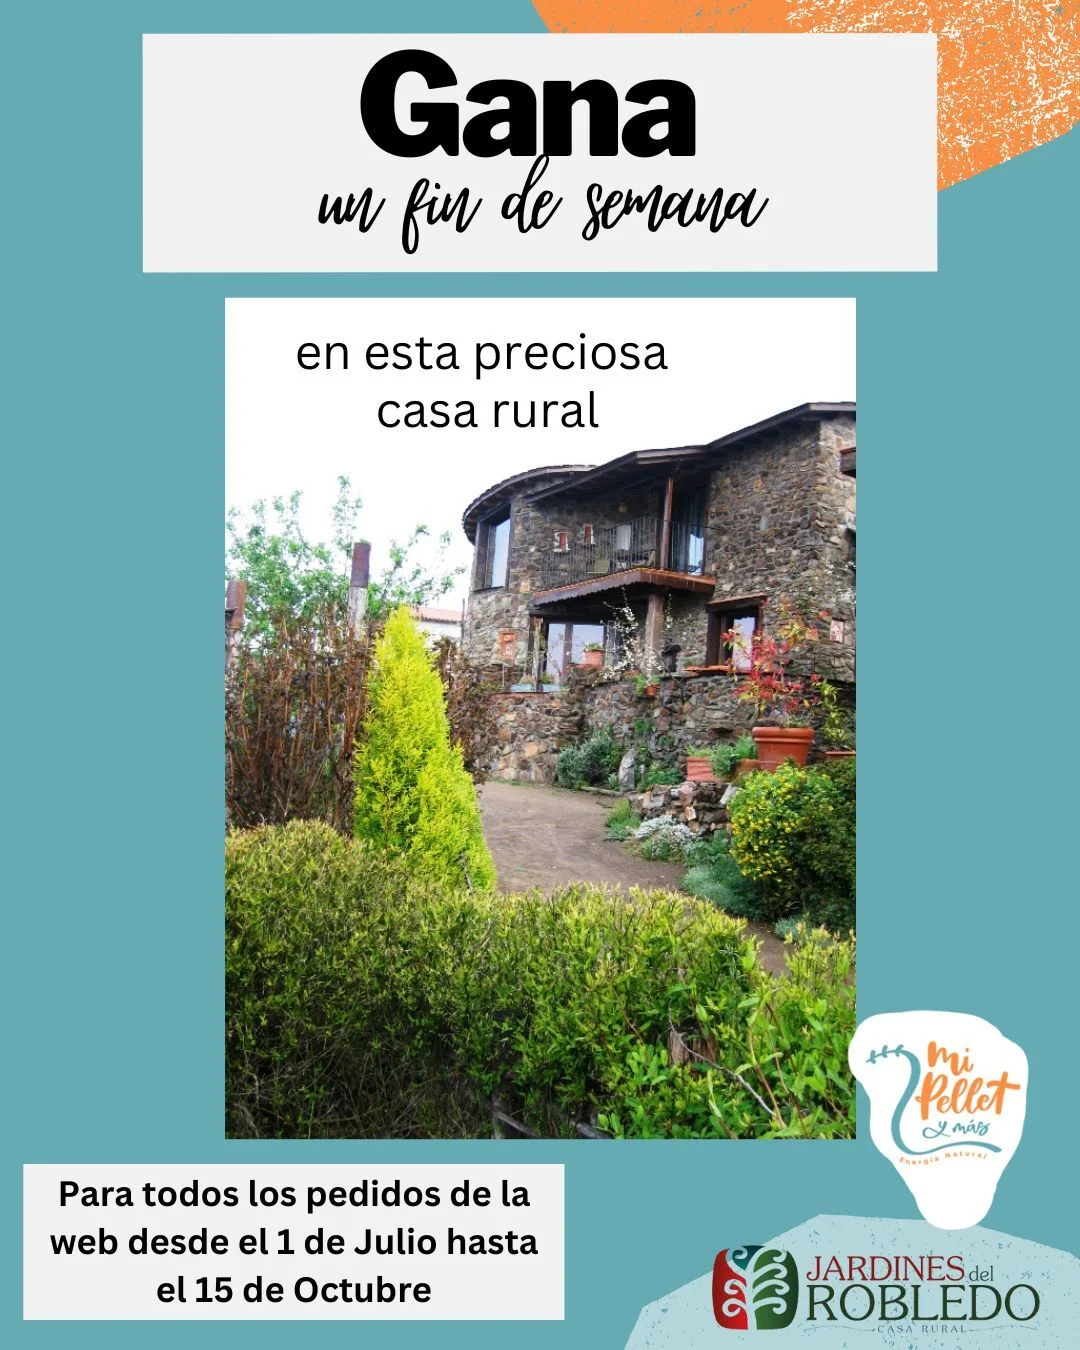 Gana
un fin de semana
en esta preciosa
casa rural
mi
Pellet
y más
Energía Natural
Para todos los pedidos de la
web desde el 1 de Julio hasta
el 15 de Octubre
JARDINES del
ROBLEDO
CASA RURAL